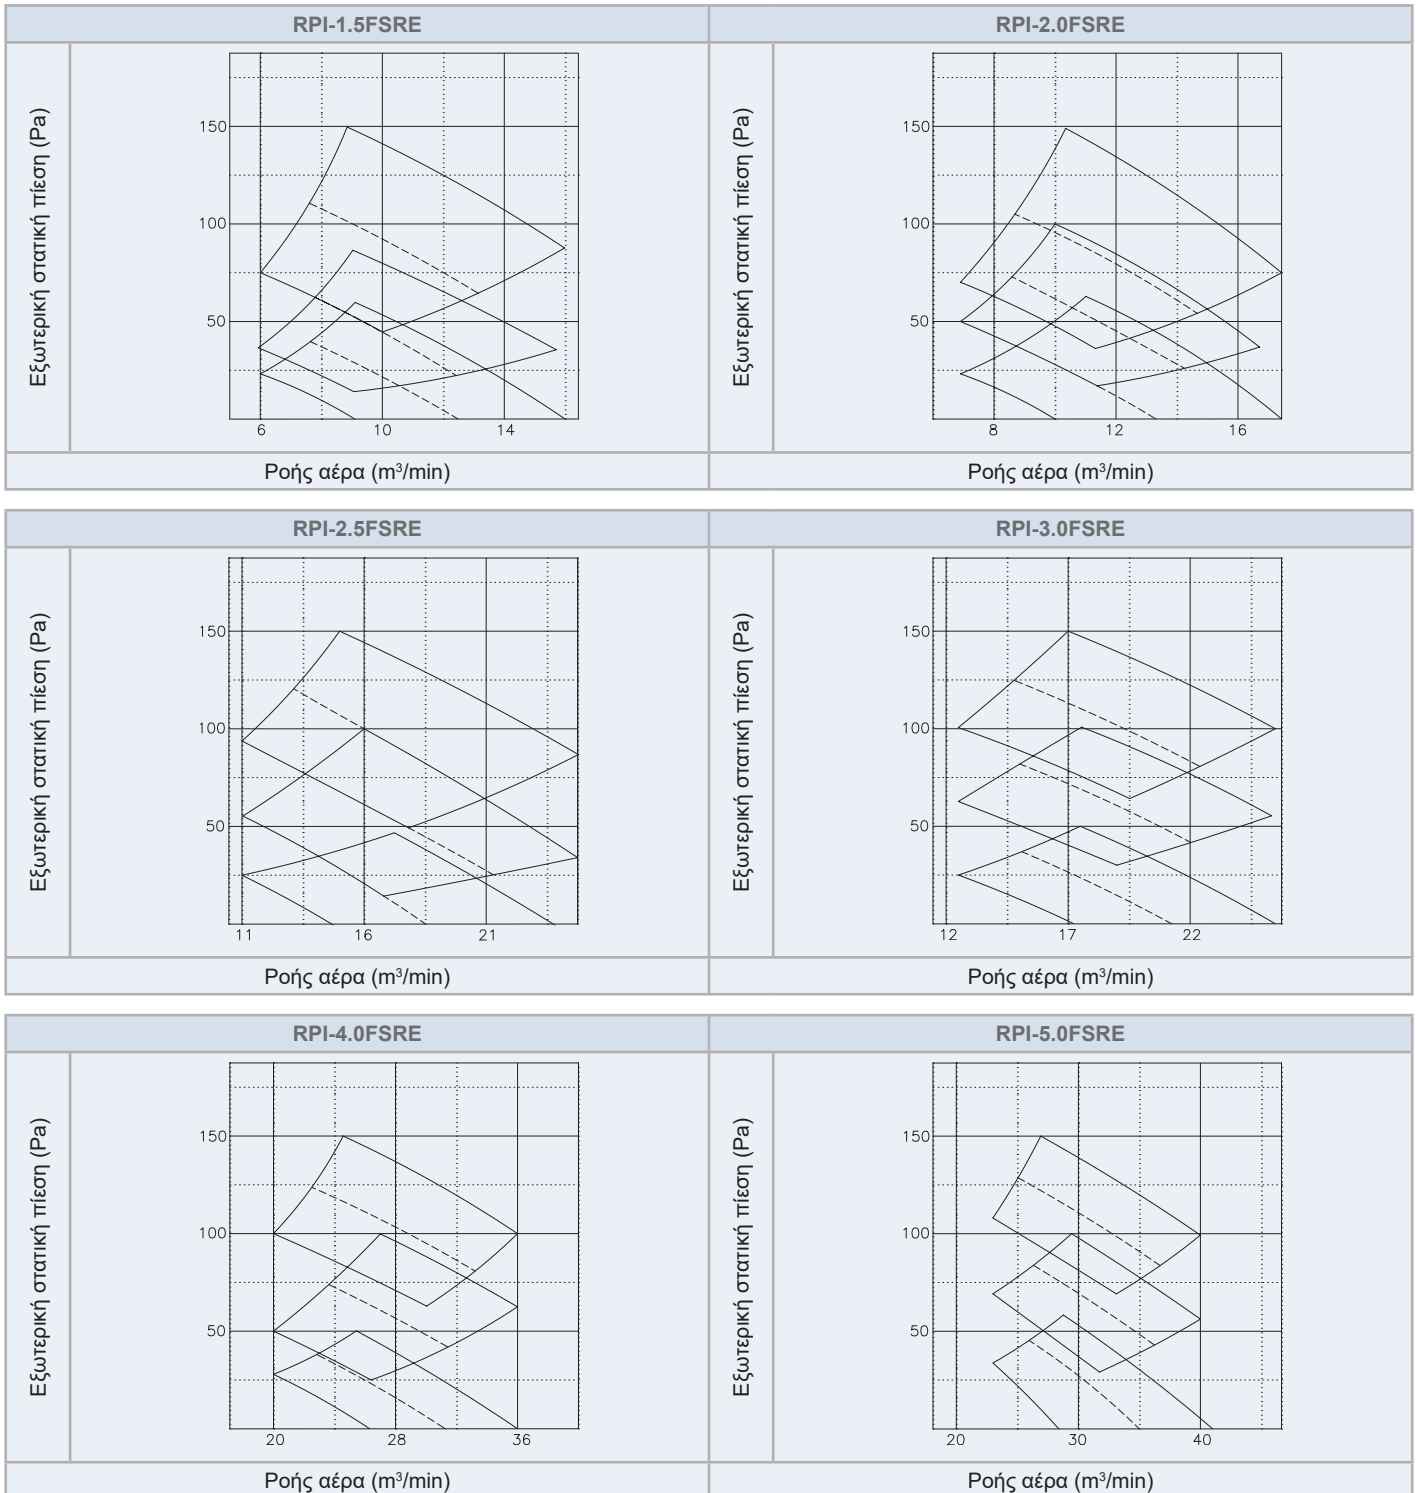 RPI-1.5FSRE
RPI-2.0FSRE
Εξωτερική στατική πίεση (Pa)
150
100
50
6 10 14
Εξωτερική στατική πίεση (Pa)
150
100
50
8 12 16
Ροής αέρα (m³/min)
Ροής αέρα (m³/min)
RPI-2.5FSRE
RPI-3.0FSRE
Εξωτερική στατική πίεση (Pa)
150
100
50
11 16 21
Εξωτερική στατική πίεση (Pa)
150
100
50
12 17 22
Ροής αέρα (m³/min)
Ροής αέρα (m³/min)
RPI-4.0FSRE
RPI-5.0FSRE
Εξωτερική στατική πίεση (Pa)
150
100
50
20 28 36
Εξωτερική στατική πίεση (Pa)
150
100
50
20 30 40
Ροής αέρα (m³/min)
Ροής αέρα (m³/min)